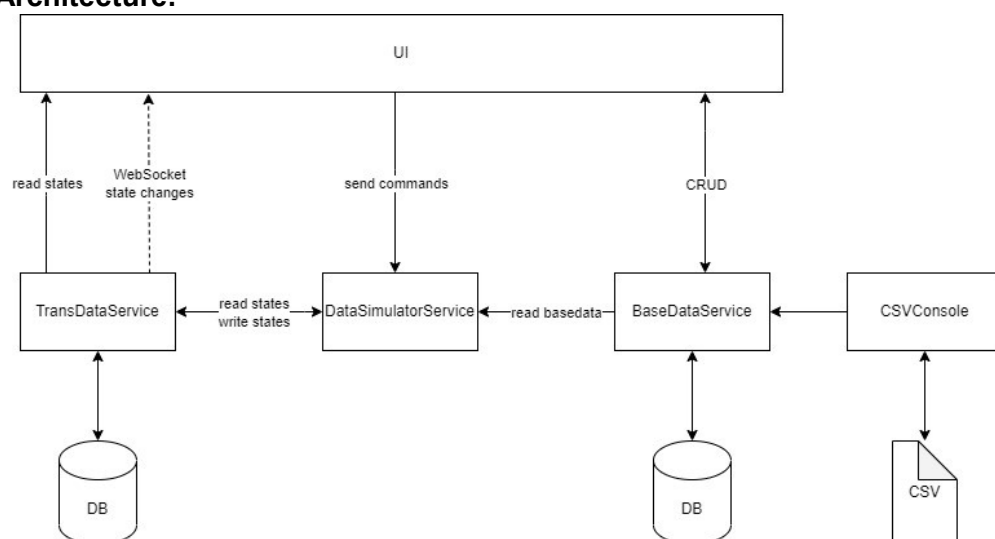 Architecture:
UI
read states
WebSocket
state changes
send commands
CRUD
TransDataService
read states
write states
DataSimulatorService
read basedata
BaseDataService
CSVConsole
DB
DB
CSV